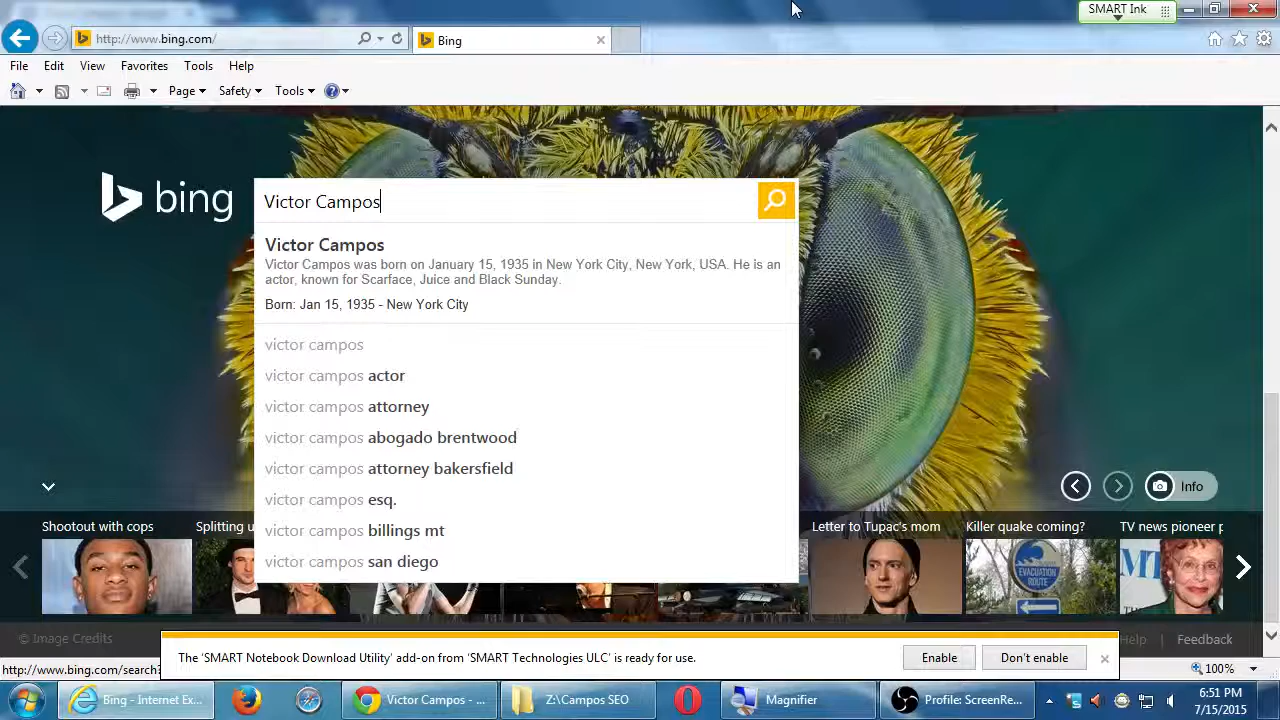 SMART Ink
http://www.bing.com/
Bing
File Edit View Favorites Tools Help
Page Safety Tools
bing
Victor Campos
Victor Campos
Victor Campos was born on January 15, 1935 in New York City, New York, USA. He is an
actor, known for Scarface, Juice and Black Sunday.
Born: Jan 15, 1935 - New York City
victor campos
victor campos actor
victor campos attorney
victor campos abogado brentwood
victor campos attorney bakersfield
victor campos esq.
victor campos billings mt
victor campos san diego
Info
Shootout with cops Splitting Letter to Tupac's mom Killer quake coming? TV news pioneer
© Image Credits Help Feedback
The 'SMART Notebook Download Utility' add-on from 'SMART Technologies ULC' is ready for use. Enable Don't enable
http://www.bing.com/search?
100%
Bing - Internet Ex... Victor Campos - ... Z:\Campos SEO Magnifier Profile: ScreenRe...
6:51 PM
7/15/2015